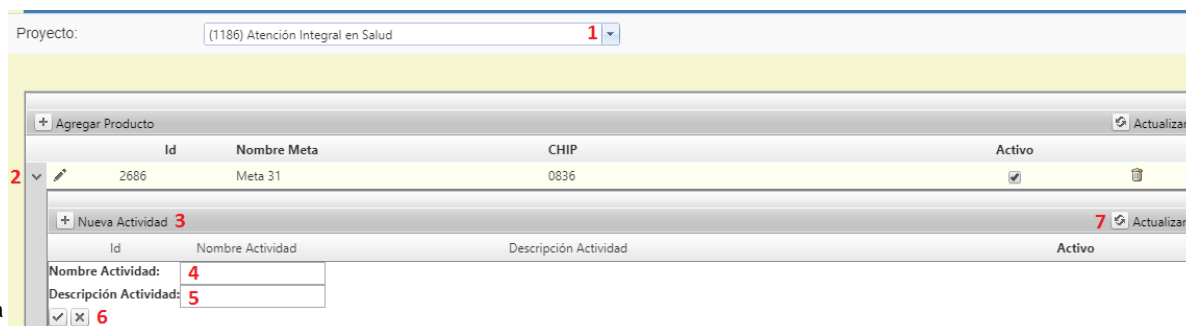 Proyecto: (1186) Atención Integral en Salud 1
Agregar Producto Actualizar
Id Nombre Meta CHIP Activo
2 2686 Meta 31 0836
Nueva Actividad 3 7 Actualizar
Id Nombre Actividad Descripción Actividad Activo
Nombre Actividad: 4
Descripción Actividad: 5
6